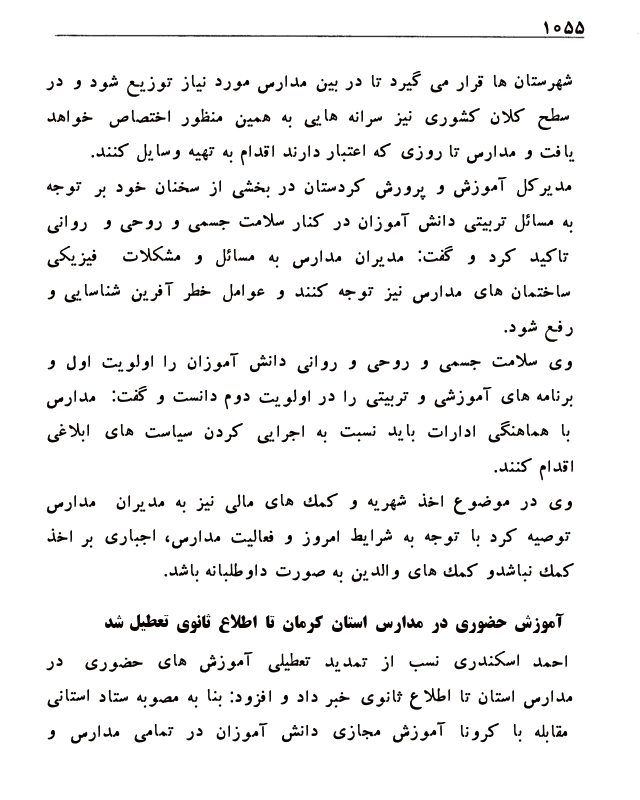 ۱۰۵۵
شهرستان ها قرار می گیرد تا در بین مدارس مورد نیاز توزیع شود و در
سطح کلان کشوری نیز سرانه هایی به همین منظور اختصاص خواهد
یافت و مدارس تا روزی که اعتبار دارند اقدام به تهیه وسایل کنند.
مدیرکل آموزش و پرورش کردستان در بخشی از سخنان خود بر توجه
به مسائل تربیتی دانش آموزان در کنار سلامت جسمی و روحی و روانی
تاکید کرد و گفت: مدیران مدارس به مسائل و مشکلات فیزیکی
ساختمان های مدارس نیز توجه کنند و عوامل خطر آفرین شناسایی و
رفع شود.
وی سلامت جسمی و روحی و روانی دانش آموزان را اولویت اول و
برنامه های آموزشی و تربیتی را در اولویت دوم دانست و گفت: مدارس
با هماهنگی ادارات باید نسبت به اجرایی کردن سیاست های ابلاغی
اقدام کنند.
وی در موضوع اخذ شهریه و کمك های مالی نیز به مدیران مدارس
توصیه کرد با توجه به شرایط امروز و فعالیت مدارس، اجباری بر اخذ
کمك نباشدو کمك های والدین به صورت داوطلبانه باشد.
آموزش حضوری در مدارس استان کرمان تا اطلاع ثانوی تعطیل شد
احمد اسکندری نسب از تمدید تعطیلی آموزش های حضوری در
مدارس استان تا اطلاع ثانوی خبر داد و افزود: بنا به مصوبه ستاد استانی
مقابله با کرونا آموزش مجازی دانش آموزان در تمامی مدارس و